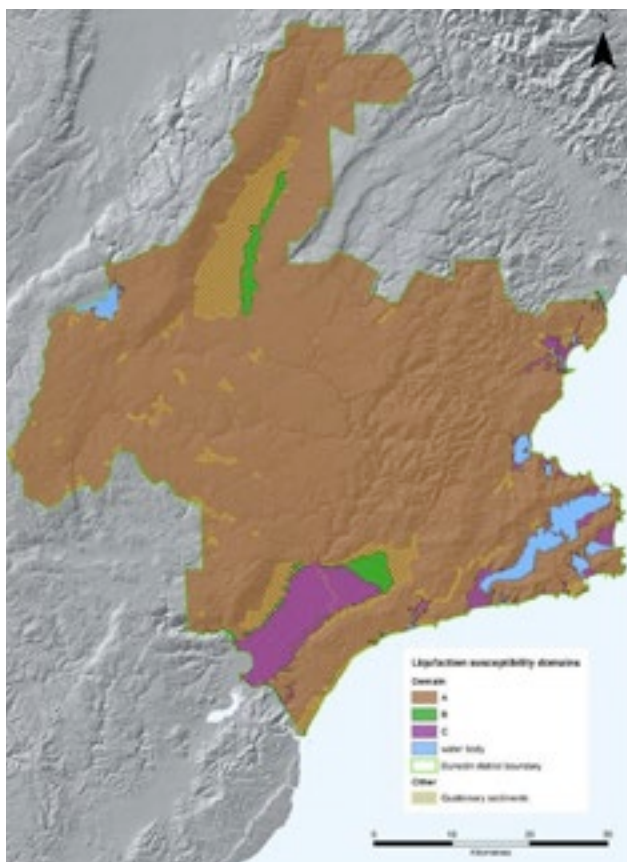 N
Liquefaction susceptibility domains
Domain
A
B
C
water body
Dunedin district boundary
Other
Quaternary sediments
0 10 20 30
Kilometres